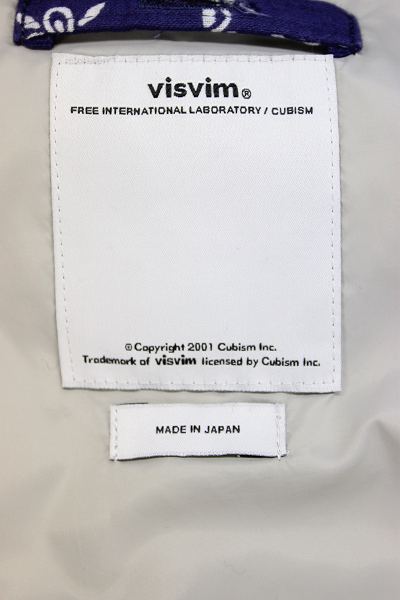 visvim®
FREE INTERNATIONAL LABORATORY / CUBISM
©Copyright 2001 Cubism Inc.
Trademark of visvim licensed by Cubism Inc.
MADE IN JAPAN